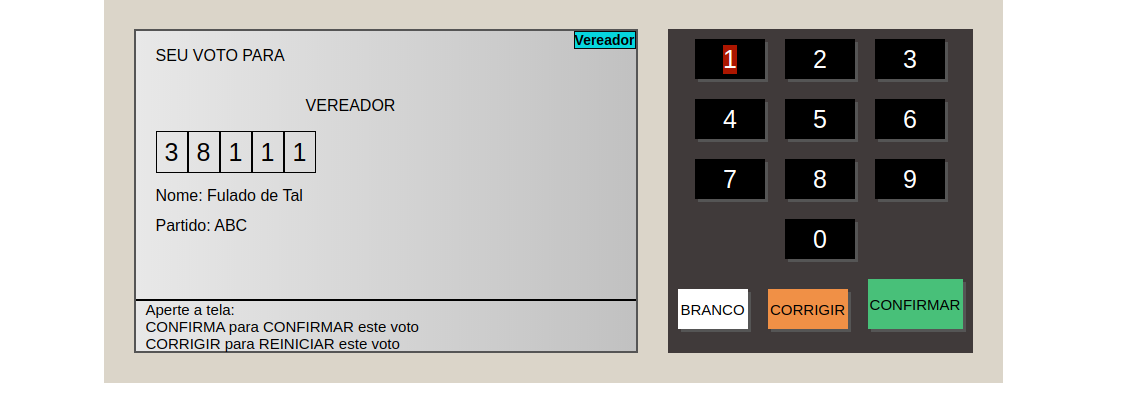 Vereador
SEU VOTO PARA
VEREADOR
3 8 1 1 1
Nome: Fulado de Tal
Partido: ABC
Aperte a tela:
CONFIRMA para CONFIRMAR este voto
CORRIGIR para REINICIAR este voto
1 2 3
4 5 6
7 8 9
0
BRANCO CORRIGIR CONFIRMAR